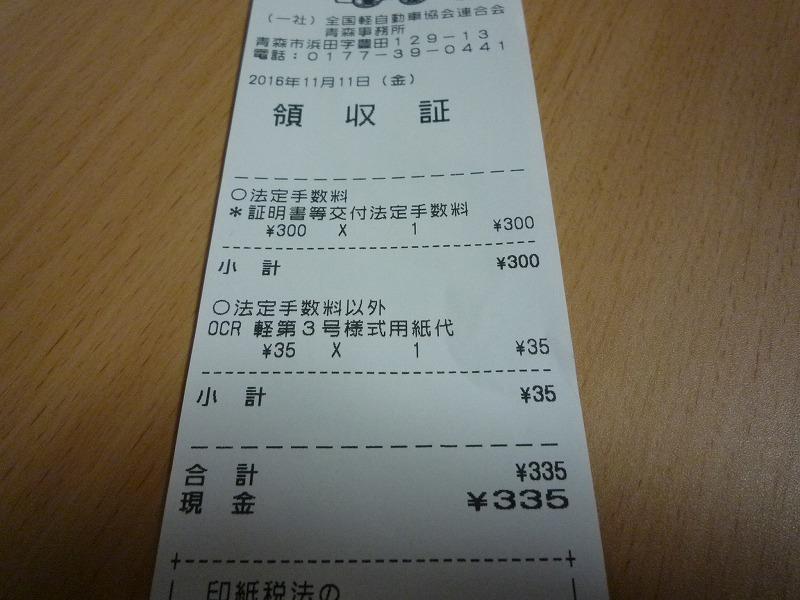 （一社）全国軽自動車協会連合会
青森事務所
青森市浜田字豊田１２９－１３
電話：０１７７－３９－０４４１
2016年11月11日（金）
領 収 証
○法定手数料
＊証明書等交付法定手数料
¥300 X 1 ¥300
小 計 ¥300
○法定手数料以外
OCR 軽第３号様式用紙代
¥35 X 1 ¥35
小 計 ¥35
合 計 ¥335
現 金 ¥335
印紙税法の